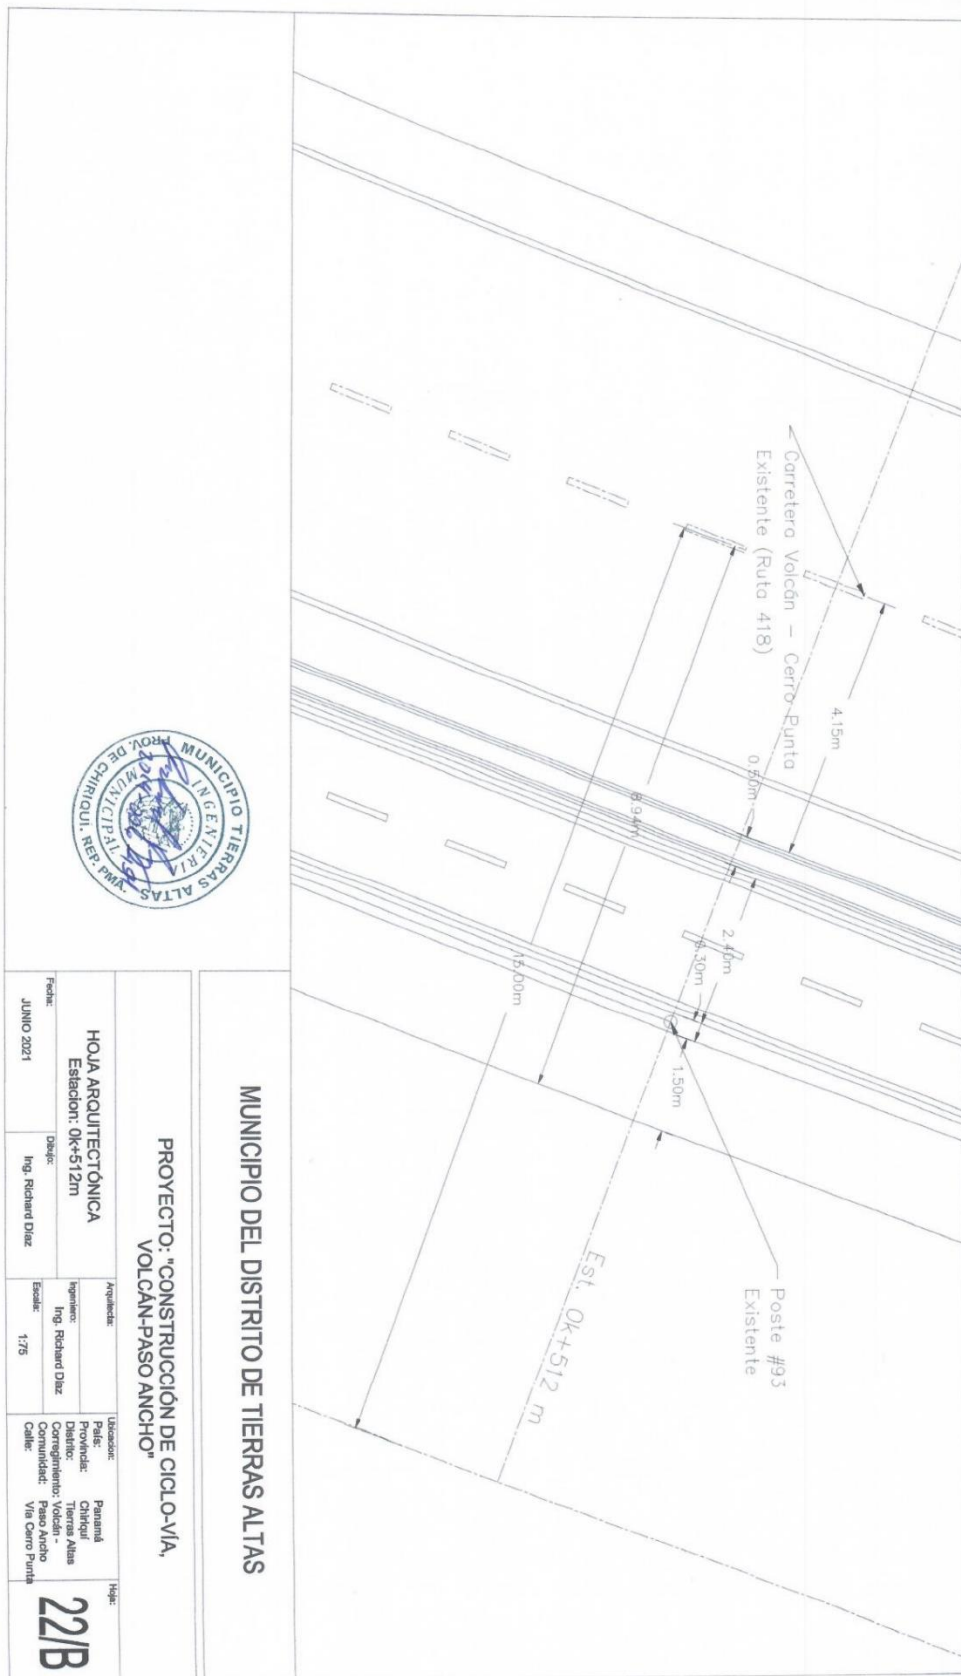 Carretera Volcán - Cerro Punta
Existente (Ruta 418)
4.15m
0.50m
8.94m
15.00m
2.40m
0.30m
1.50m
Poste #93
Existente
Est. 0k+512 m
MUNICIPIO TIERRAS ALTAS
INGENIERIA
MUNICIPAL
PROV. DE CHIRIQUI. REP. PMA.
MUNICIPIO DEL DISTRITO DE TIERRAS ALTAS
PROYECTO: "CONSTRUCCIÓN DE CICLO-VÍA,
VOLCÁN-PASO ANCHO"
HOJA ARQUITECTÓNICA
Estacion: 0k+512m
Fecha:
JUNIO 2021
Dibujo:
Ing. Richard Díaz
Arquitecto:
Ingeniero:
Ing. Richard Díaz
Escala:
1:75
Ubicacion:
País: Panamá
Provincia: Chiriquí
Distrito: Tierras Altas
Corregimiento: Volcán -
Comunidad: Paso Ancho
Calle: Vía Cerro Punta
Hoja:
22/B